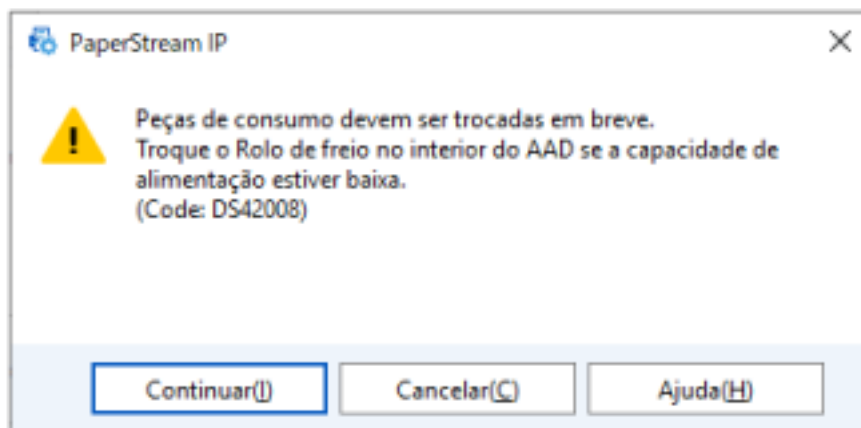 PaperStream IP
Peças de consumo devem ser trocadas em breve.
Troque o Rolo de freio no interior do AAD se a capacidade de
alimentação estiver baixa.
(Code: DS42008)
Continuar(I) Cancelar(C) Ajuda(H)